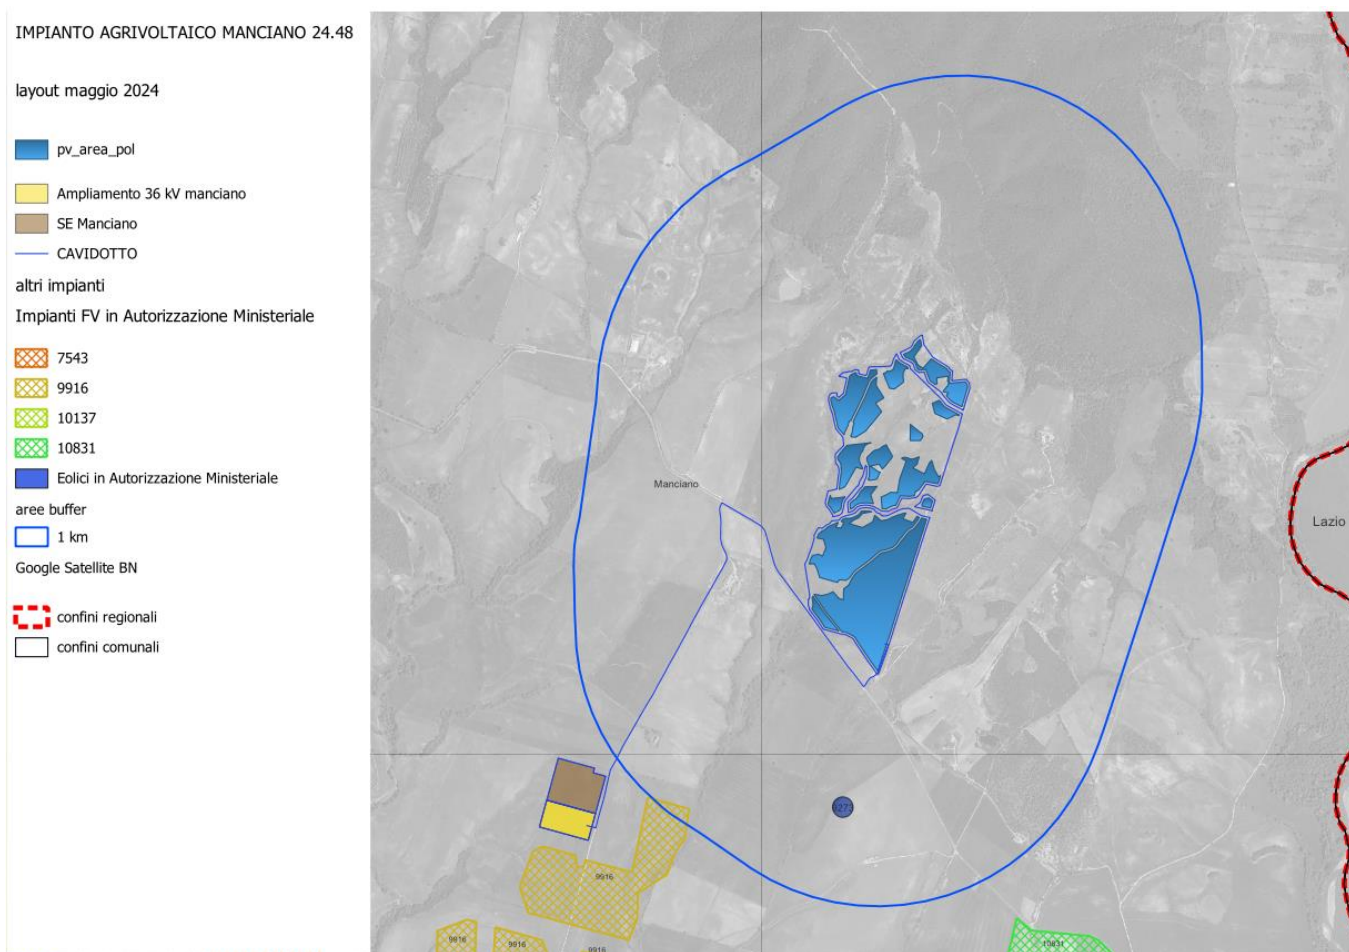 IMPIANTO AGRIVOLTAICO MANCIANO 24.48
layout maggio 2024
pv_area_pol
Ampliamento 36 kV manciano
SE Manciano
CAVIDOTTO
altri impianti
Impianti FV in Autorizzazione Ministeriale
7543
9916
10137
10831
Eolici in Autorizzazione Ministeriale
aree buffer
1 km
Google Satellite BN
confini regionali
confini comunali
Manciano
Lazio
9916
9916
9916
9916
10831